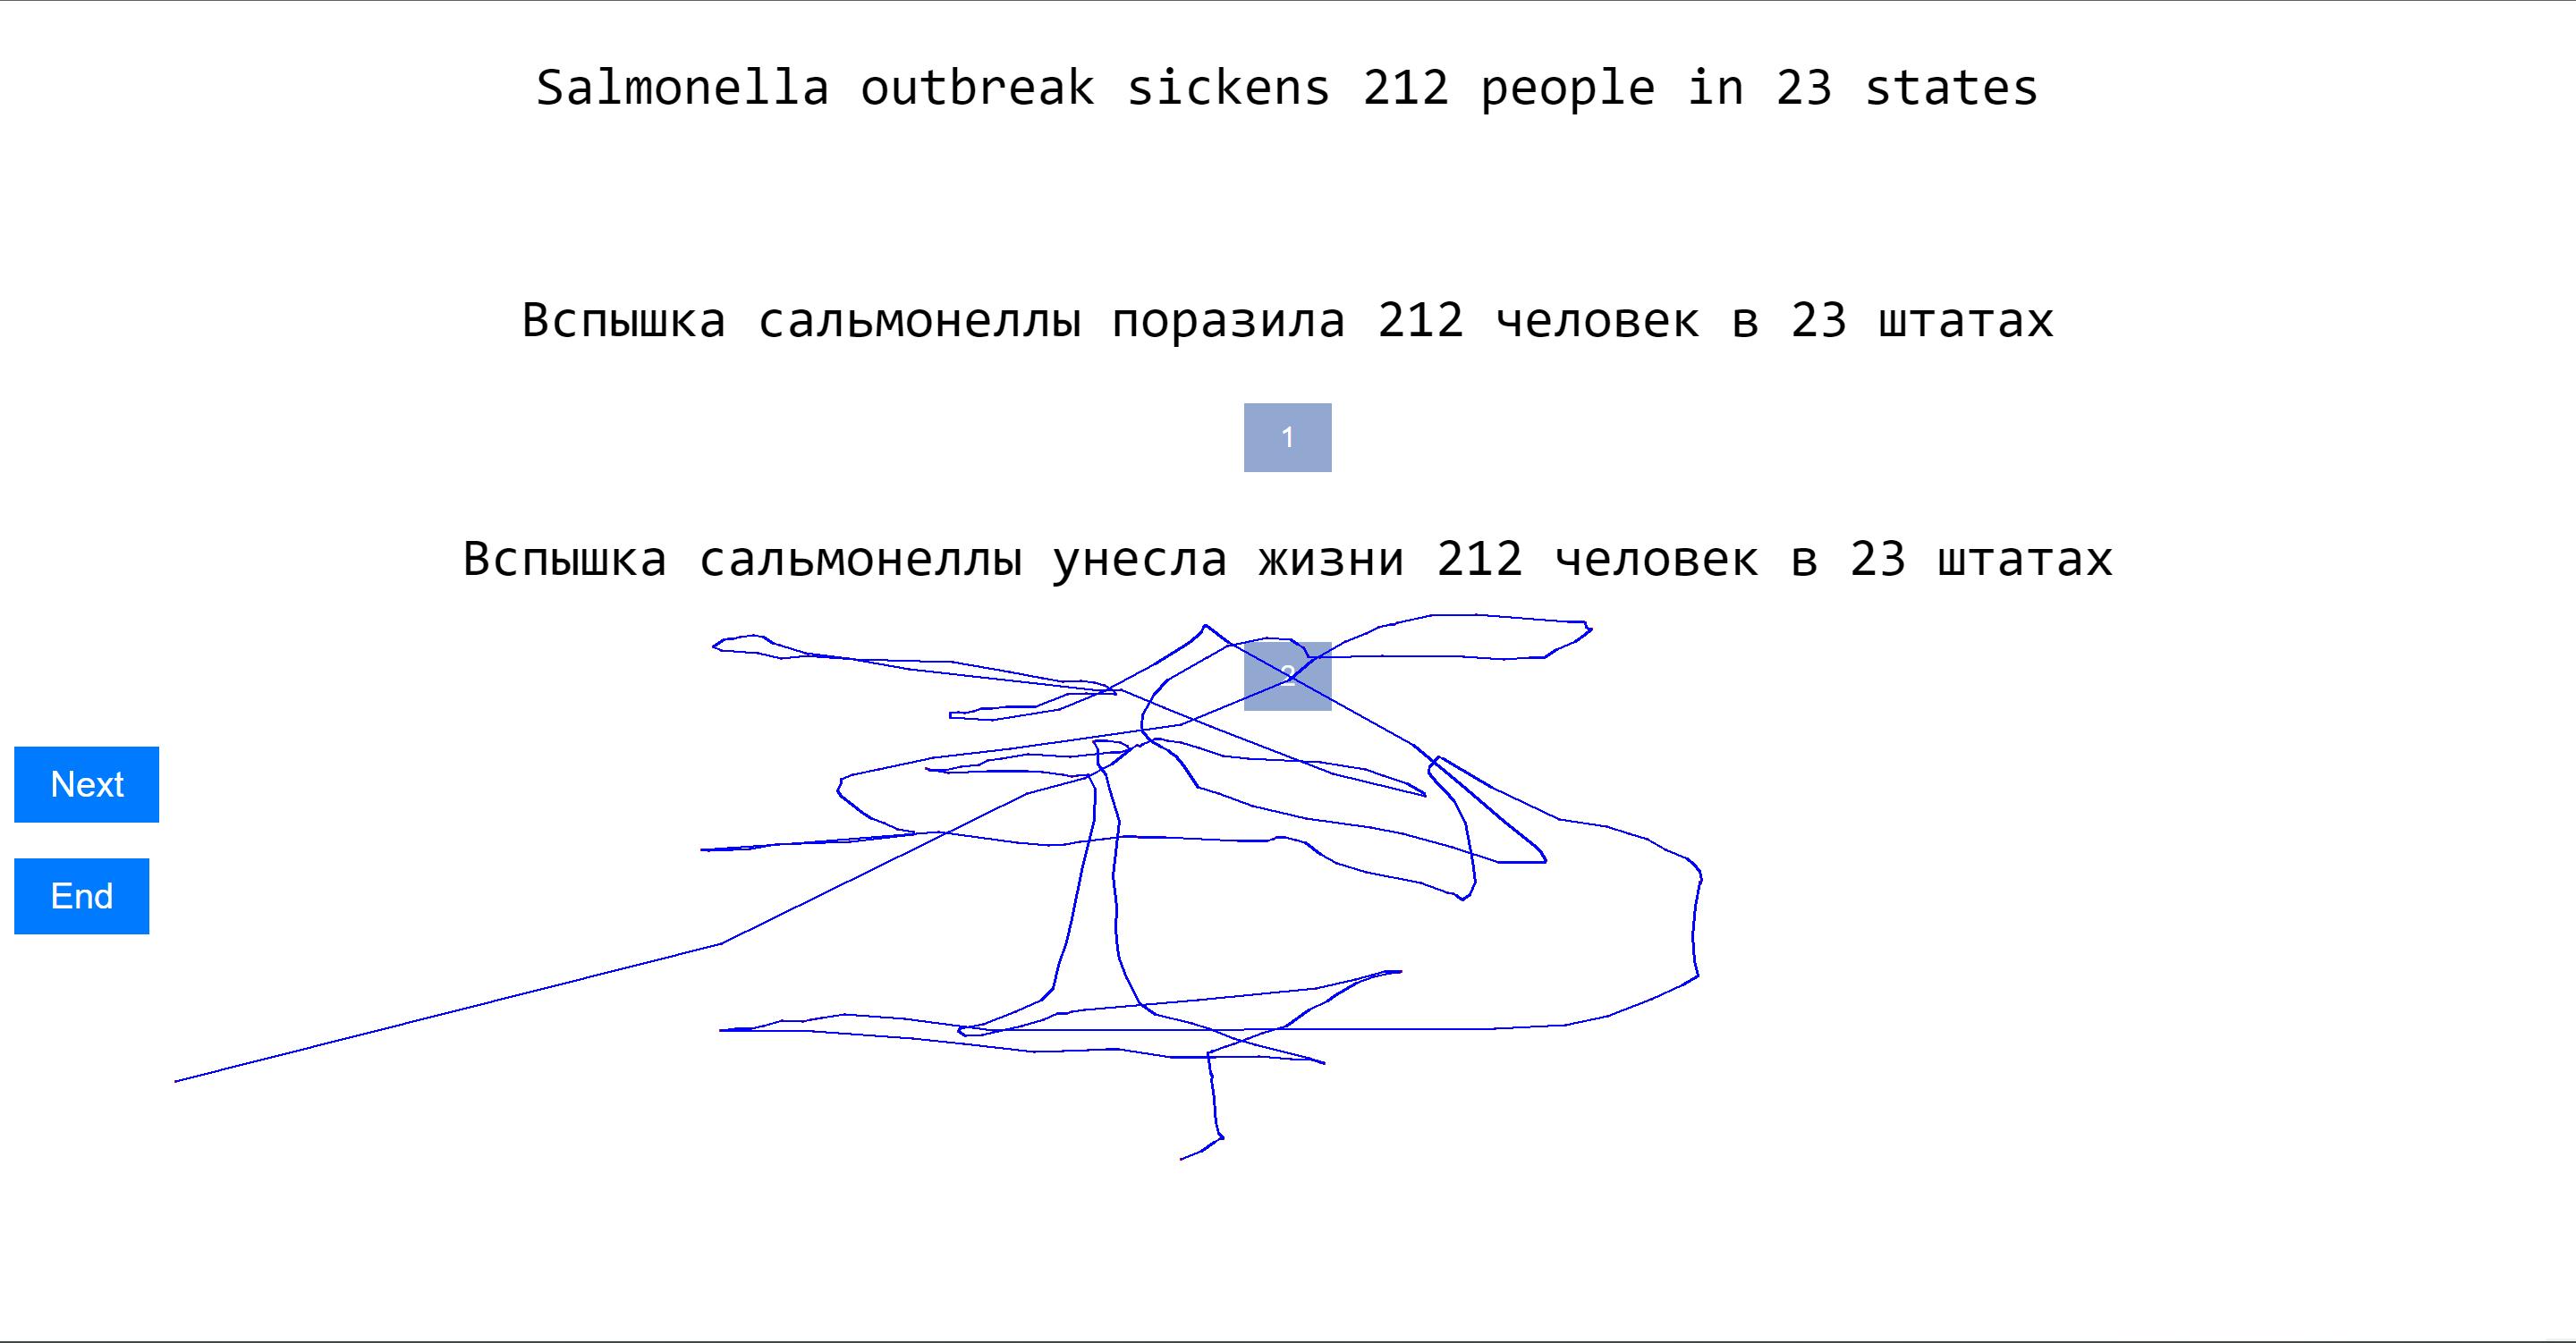 Salmonella outbreak sickens 212 people in 23 states
Вспышка сальмонеллы поразила 212 человек в 23 штатах
1
Вспышка сальмонеллы унесла жизни 212 человек в 23 штатах
2
Next
End